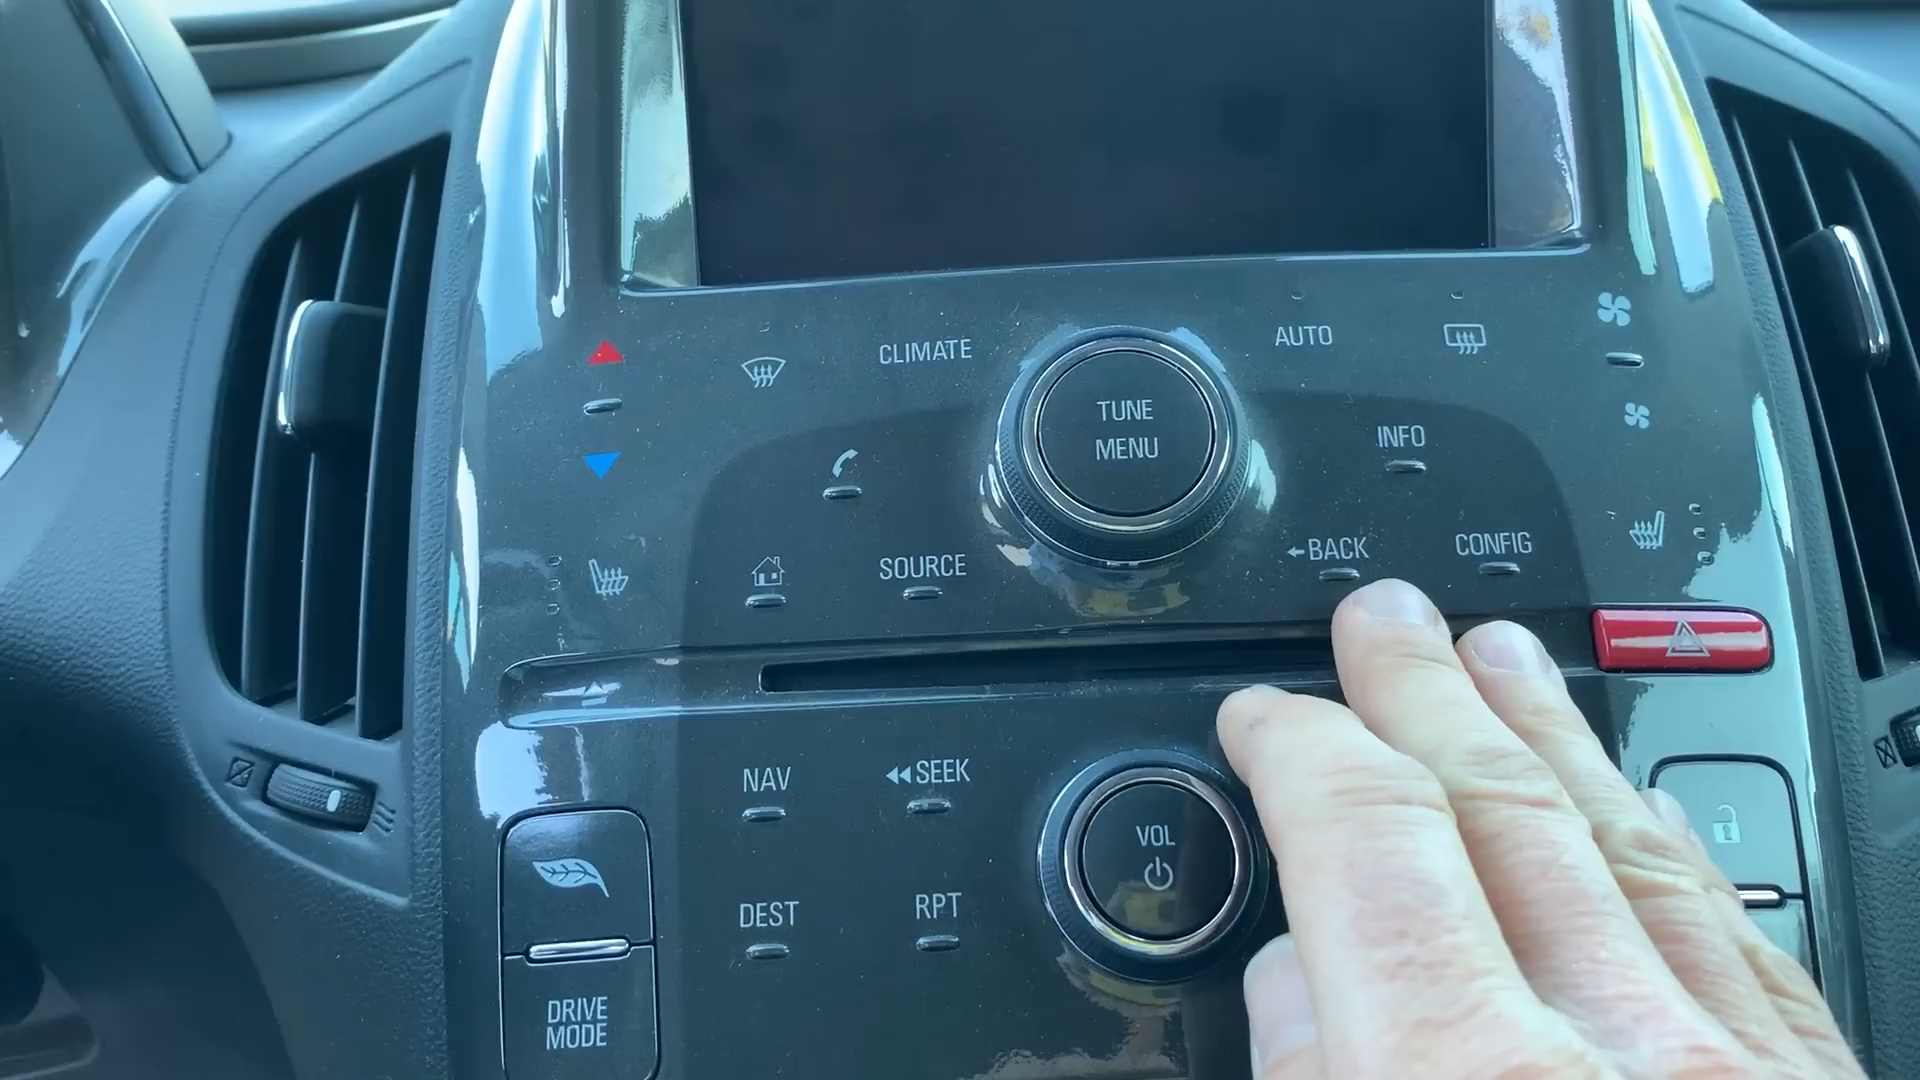 CLIMATE
AUTO
TUNE
MENU
INFO
SOURCE
BACK
CONFIG
NAV
SEEK
VOL
DEST
RPT
DRIVE
MODE